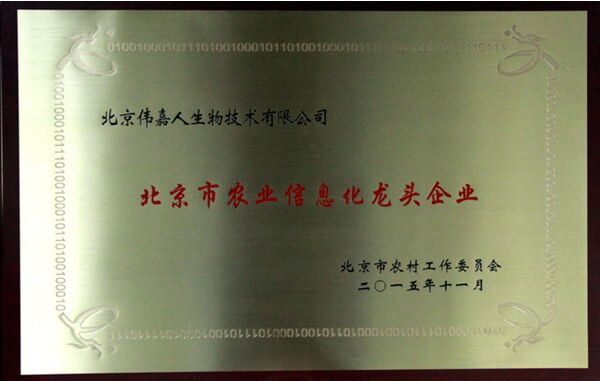 北京伟嘉人生物技术有限公司
北京市农业信息化龙头企业
北京市农村工作委员会
二〇一五年十一月